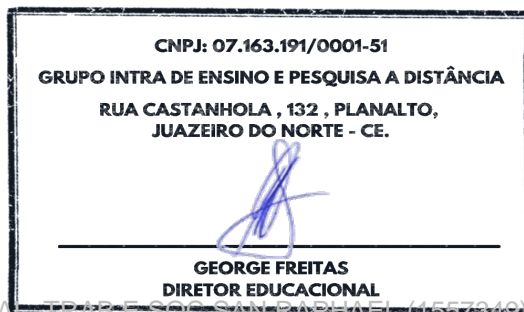 CNPJ: 07.163.191/0001-51
GRUPO INTRA DE ENSINO E PESQUISA A DISTÂNCIA
RUA CASTANHOLA , 132 , PLANALTO,
JUAZEIRO DO NORTE - CE.
GEORGE FREITAS
DIRETOR EDUCACIONAL